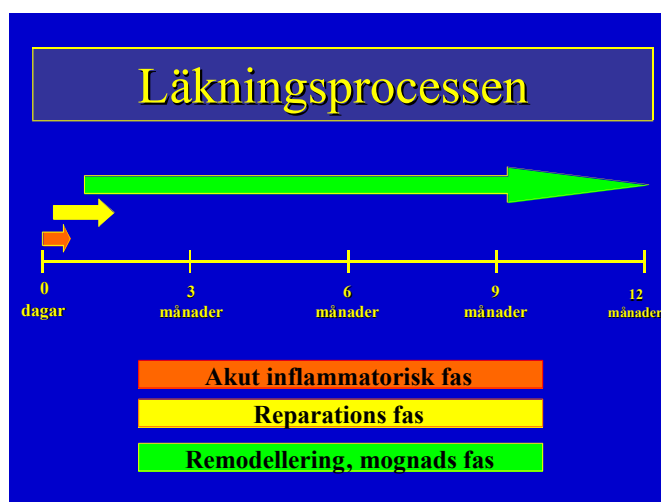 Läkningsprocessen
0 3 6 9 12
dagar månader månader månader månader
Akut inflammatorisk fas
Reparations fas
Remodellering, mognads fas